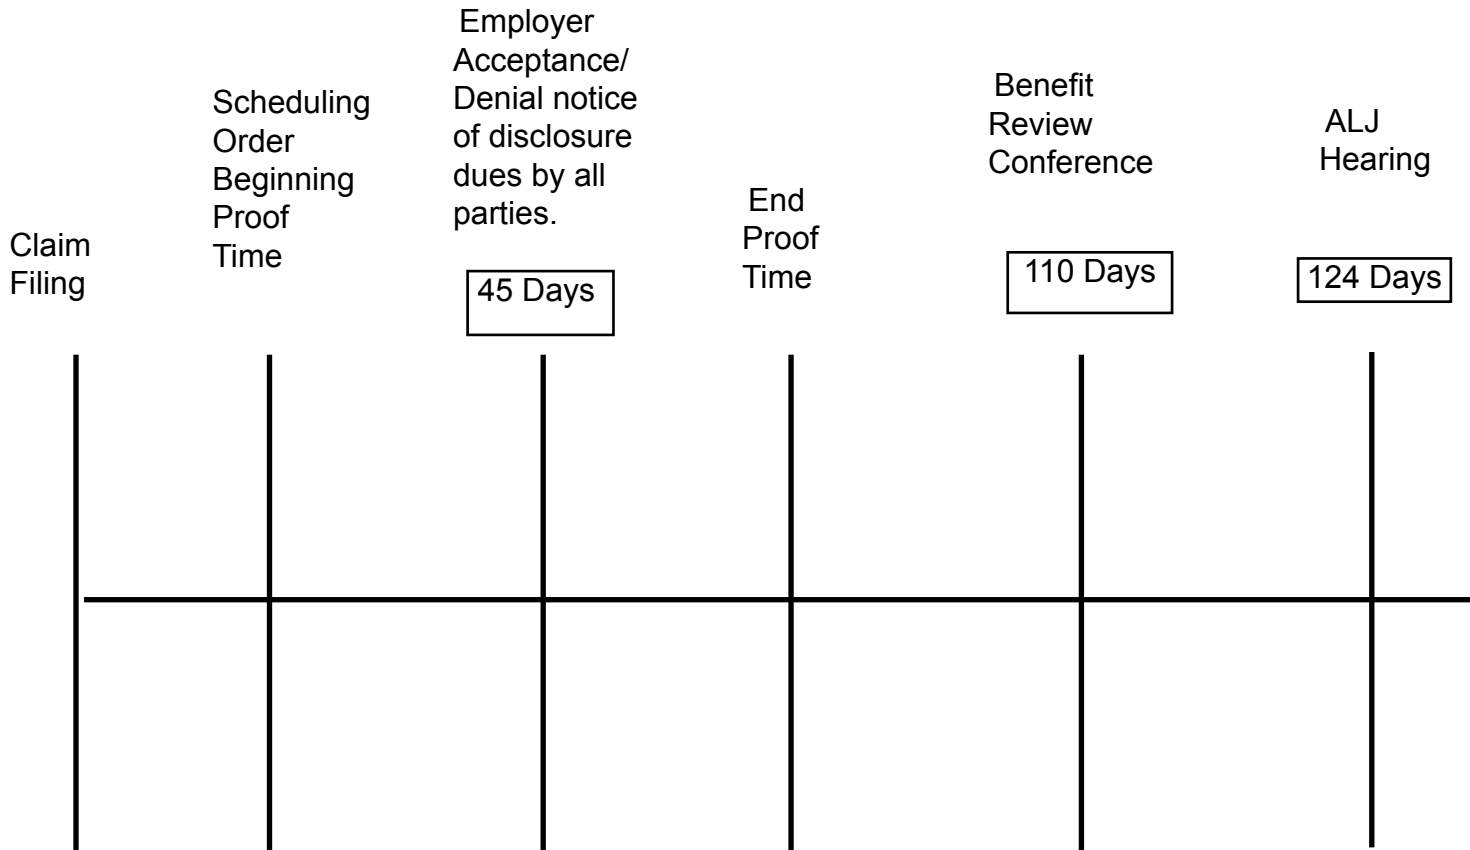 Claim
Filing
Scheduling
Order
Beginning
Proof
Time
Employer
Acceptance/
Denial notice
of disclosure
dues by all
parties.
45 Days
End
Proof
Time
Benefit
Review
Conference
110 Days
ALJ
Hearing
124 Days